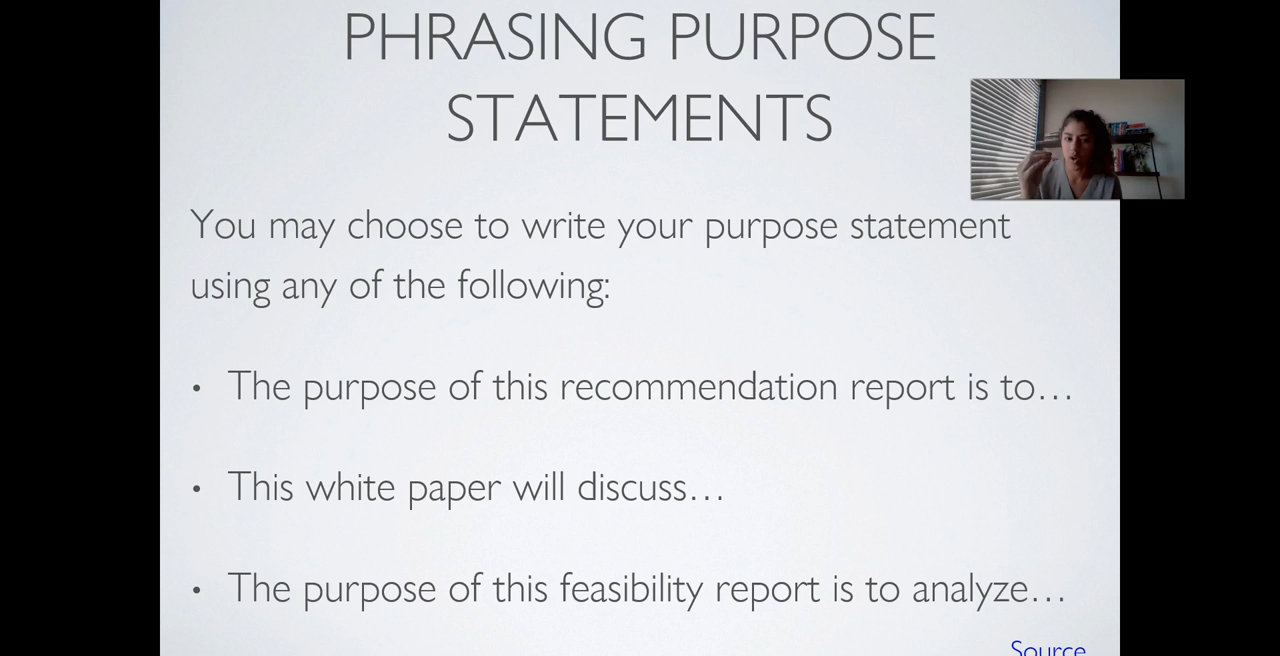 PHRASING PURPOSE
STATEMENTS
You may choose to write your purpose statement
using any of the following:
• The purpose of this recommendation report is to…
• This white paper will discuss…
• The purpose of this feasibility report is to analyze…
Source